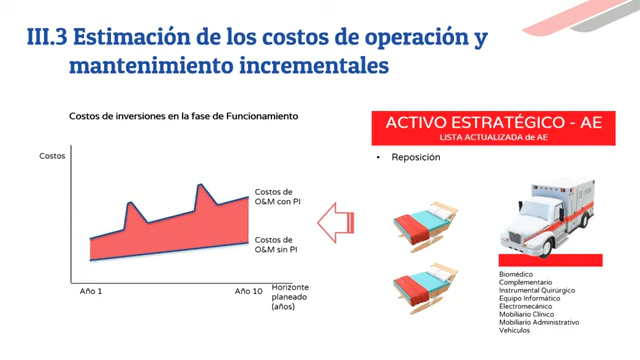 III.3 Estimación de los costos de operación y
mantenimiento incrementales
Costos de inversiones en la fase de Funcionamiento
Costos
Costos de
O&M con PI
Costos de
O&M sin PI
Año 1
Año 10
Horizonte
planeado
(años)
ACTIVO ESTRATÉGICO - AE
LISTA ACTUALIZADA de AE
• Reposición
Biomédico
Complementario
Instrumental Quirúrgico
Equipo Informático
Electromecánico
Mobiliario Clínico
Mobiliario Administrativo
Vehículos